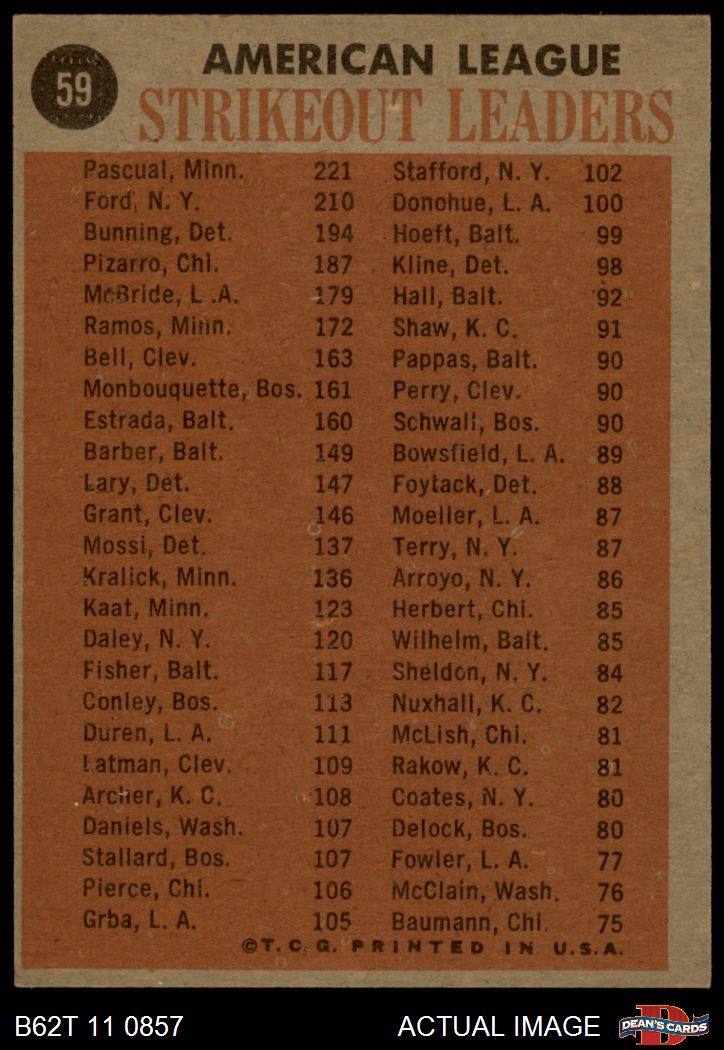 59
AMERICAN LEAGUE
STRIKEOUT LEADERS
Pascual, Minn. 221
Ford, N. Y. 210
Bunning, Det. 194
Pizarro, Chi. 187
McBride, L .A. 179
Ramos, Minn. 172
Bell, Clev. 163
Monbouquette, Bos. 161
Estrada, Balt. 160
Barber, Balt. 149
Lary, Det. 147
Grant, Clev. 146
Mossi, Det. 137
Kralick, Minn. 136
Kaat, Minn. 123
Daley, N. Y. 120
Fisher, Balt. 117
Conley, Bos. 113
Duren, L. A. 111
Latman, Clev. 109
Archer, K. C. 108
Daniels, Wash. 107
Stallard, Bos. 107
Pierce, Chi. 106
Grba, L. A. 105
Stafford, N. Y. 102
Donohue, L. A. 100
Hoeft, Balt. 99
Kline, Det. 98
Hall, Balt. 92
Shaw, K. C. 91
Pappas, Balt. 90
Perry, Clev. 90
Schwall, Bos. 90
Bowsfield, L. A. 89
Foytack, Det. 88
Moeller, L. A. 87
Terry, N. Y. 87
Arroyo, N. Y. 86
Herbert, Chi. 85
Wilhelm, Balt. 85
Sheldon, N. Y. 84
Nuxhall, K. C. 82
McLish, Chi. 81
Rakow, K. C. 81
Coates, N. Y. 80
Delock, Bos. 80
Fowler, L. A. 77
McClain, Wash. 76
Baumann, Chi. 75
©T.C.G. PRINTED IN U.S.A.
B62T 11 0857
ACTUAL IMAGE
D
DEAN'S CARDS